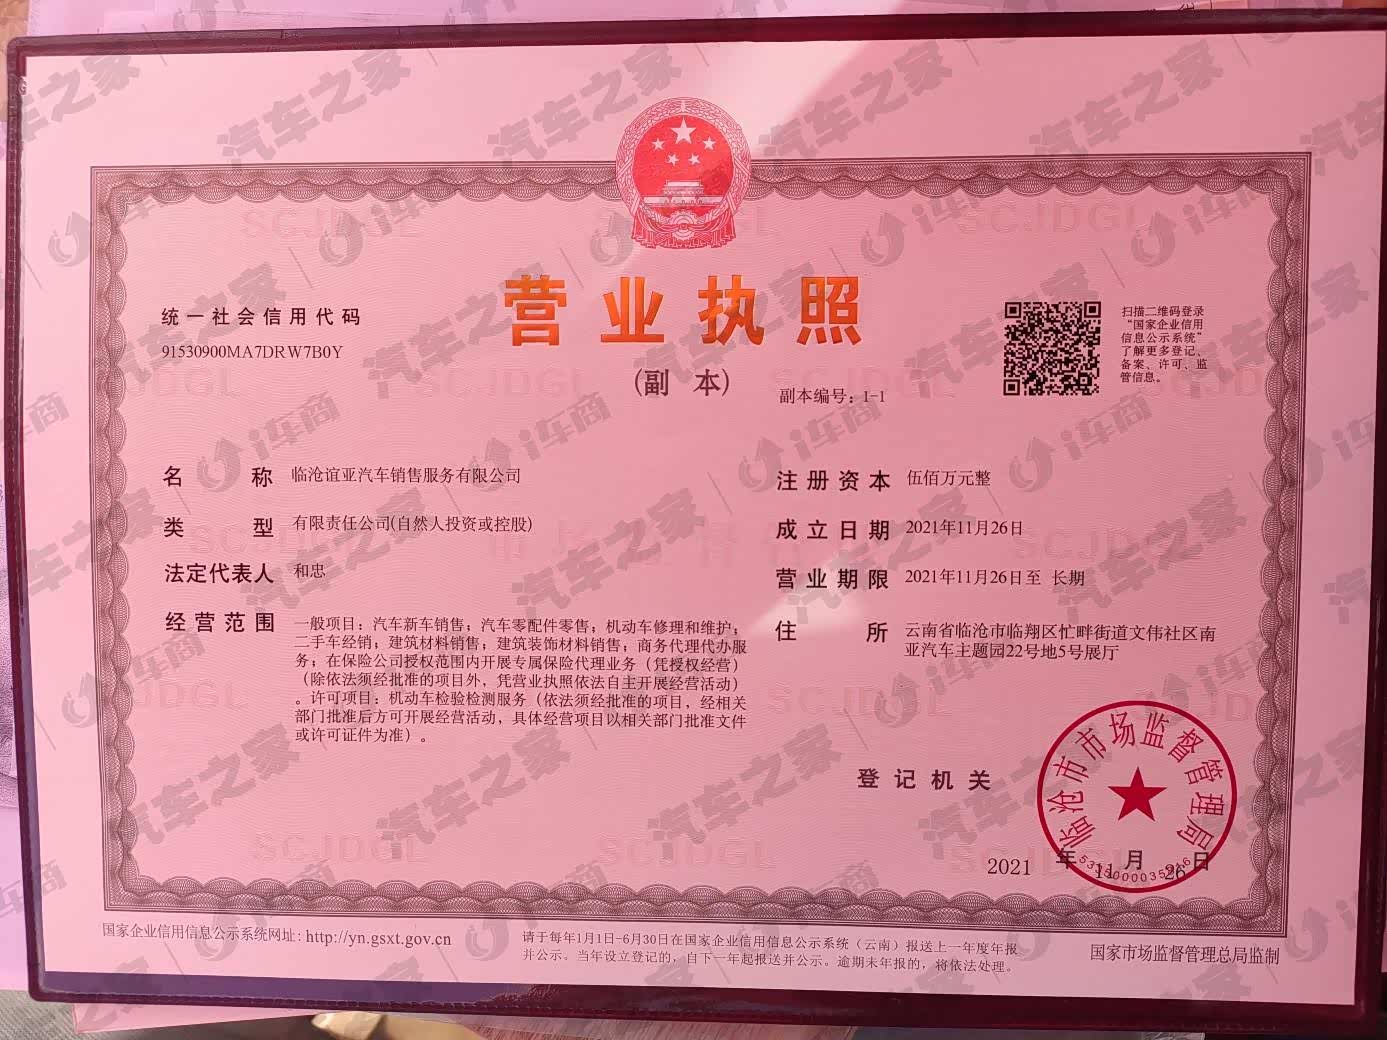 营业执照
(副 本)
副本编号：1-1
统一社会信用代码
91530900MA7DRW7B0Y
扫描二维码登录
“国家企业信用
信息公示系统”
了解更多登记、
备案、许可、监
管信息。
名 称 临沧谊亚汽车销售服务有限公司
类 型 有限责任公司(自然人投资或控股)
法定代表人 和忠
经营范围 一般项目：汽车新车销售；汽车零配件零售；机动车修理和维护；
二手车经销；建筑材料销售；建筑装饰材料销售；商务代理代办服
务；在保险公司授权范围内开展专属保险代理业务（凭授权经营）
（除依法须经批准的项目外，凭营业执照依法自主开展经营活动）
。许可项目：机动车检验检测服务（依法须经批准的项目，经相关
部门批准后方可开展经营活动，具体经营项目以相关部门批准文件
或许可证件为准）。
注册资本 伍佰万元整
成立日期 2021年11月26日
营业期限 2021年11月26日至 长期
住 所 云南省临沧市临翔区忙畔街道文伟社区南
亚汽车主题园22号地5号展厅
登记机关
临沧市市场监督管理局
2021 年 11 月 26 日
国家企业信用信息公示系统网址：http://yn.gsxt.gov.cn
请于每年1月1日-6月30日在国家企业信用信息公示系统（云南）报送上一年度年报
并公示。当年设立登记的，自下一年起报送并公示。逾期未年报的，将依法处理。
国家市场监督管理总局监制
汽车之家
i车商
SCJDGL